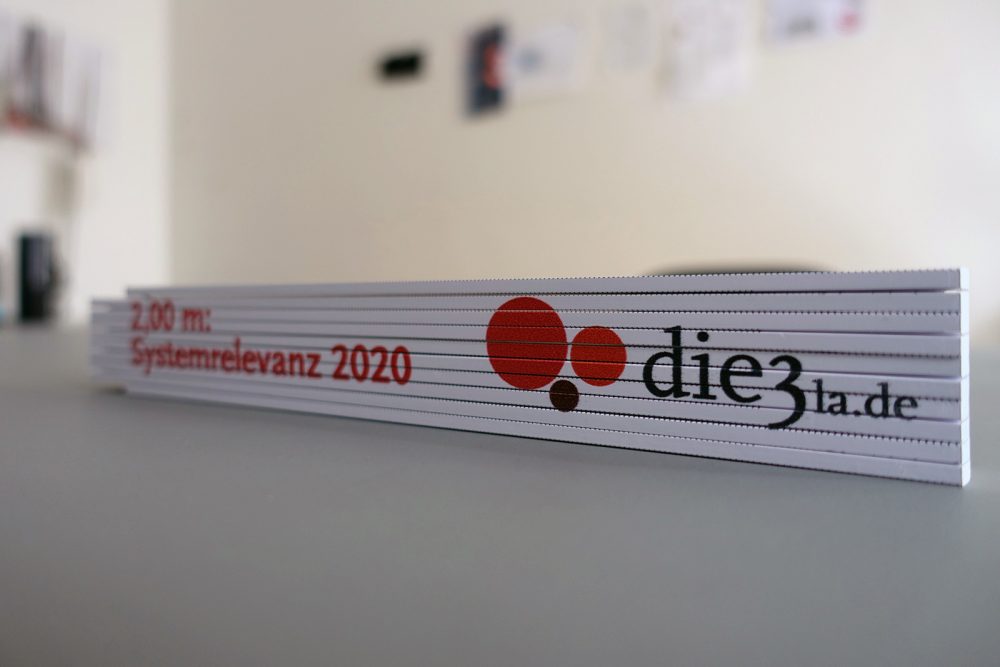 2,00 m:
Systemrelevanz 2020
die3la.de